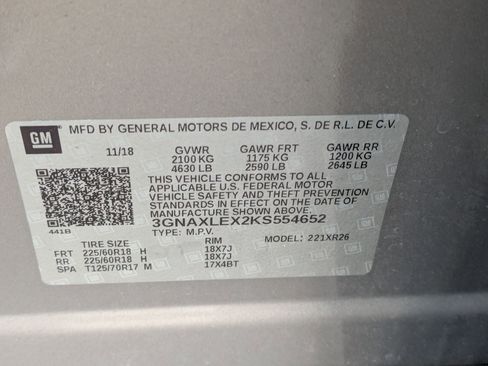 GM
MFD BY GENERAL MOTORS DE MEXICO, S. DE R.L. DE C.V.
11/18 GVWR GAWR FRT GAWR RR
2100 KG 1175 KG 1200 KG
4630 LB 2590 LB 2645 LB
THIS VEHICLE CONFORMS TO ALL
APPLICABLE U.S. FEDERAL MOTOR
VEHICLE SAFETY AND THEFT PREVENTION
STANDARDS IN EFFECT ON THE DATE OF
MANUFACTURE SHOWN ABOVE.
3GNAXLEX2KS554652
441B TYPE: M.P.V. MODEL: 221XR26
TIRE SIZE RIM
FRT 225/60R18 H 18X7J
RR 225/60R18 H 18X7J
SPA T125/70R17 M 17X4BT